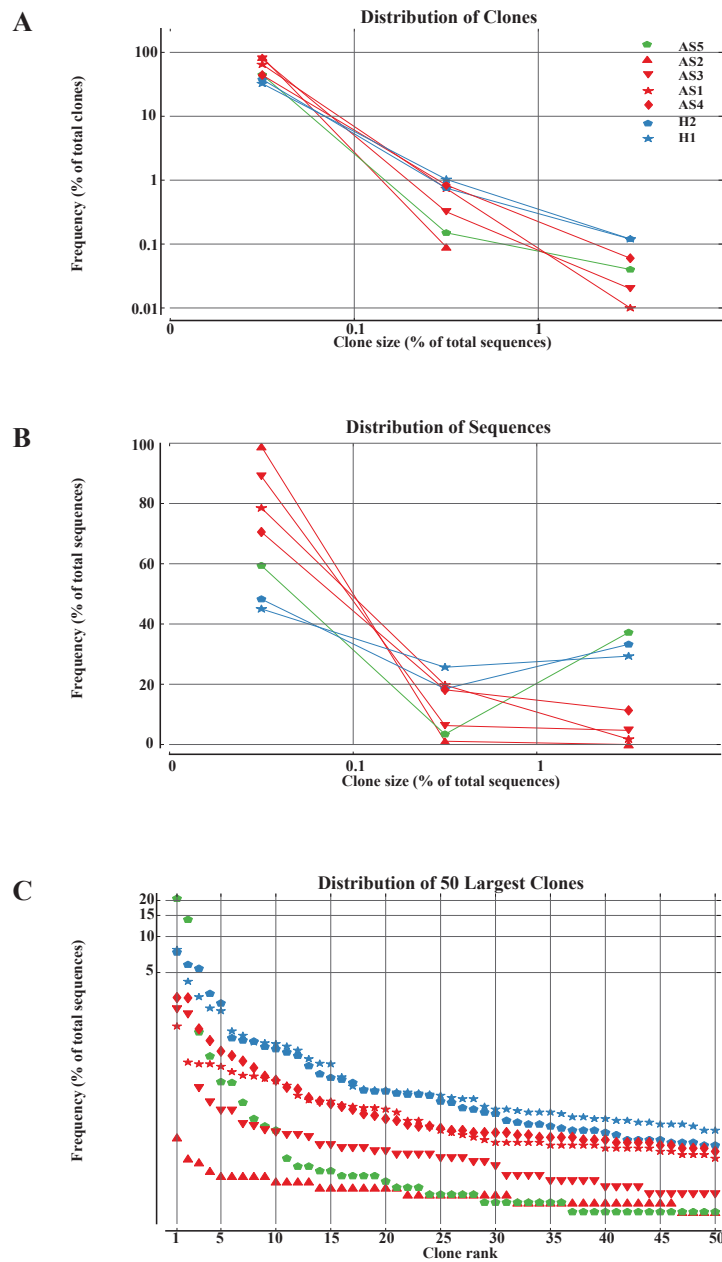 A
Distribution of Clones
Frequency (% of total clones)
100
10
1
0.1
0.01
0
0.1
1
Clone size (% of total sequences)
AS5
AS2
AS3
AS1
AS4
H2
H1
B
Distribution of Sequences
Frequency (% of total sequences)
100
80
60
40
20
0
0
0.1
1
Clone size (% of total sequences)
C
Distribution of 50 Largest Clones
Frequency (% of total sequences)
20
15
10
5
1
5
10
15
20
25
30
35
40
45
50
Clone rank